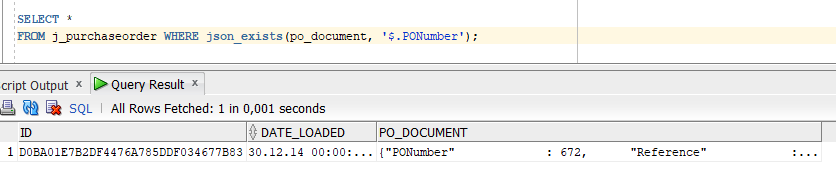 SELECT *
FROM j_purchaseorder WHERE json_exists(po_document, '$.PONumber');
cript Output x Query Result x
SQL | All Rows Fetched: 1 in 0,001 seconds
ID DATE_LOADED PO_DOCUMENT
1 D0BA01E7B2DF4476A785DDF034677B83 30.12.14 00:00:... {"PONumber" : 672, "Reference" :...